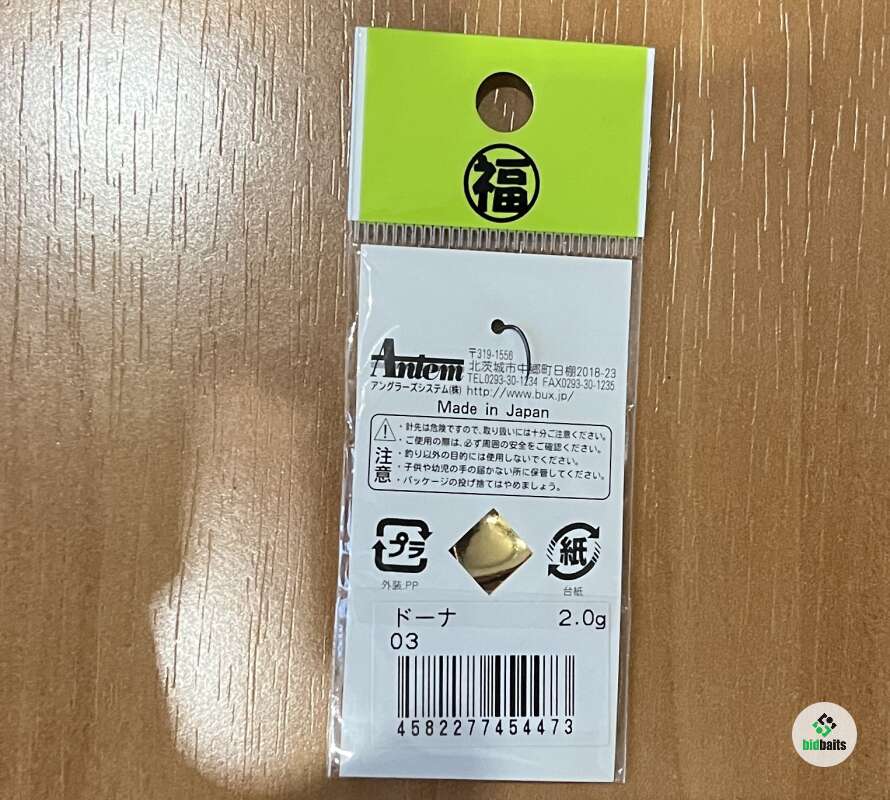 福
Antem
〒319-1556
北茨城市中郷町日棚2018-23
TEL0293-30-1234 FAX0293-30-1235
アングラーズシステム(株) http://www.bux.jp/
Made in Japan
注意
・針先は危険ですので、取り扱いには十分ご注意ください。
・ご使用の際は、必ず周囲の安全をご確認ください。
・釣り以外の目的には使用しないでください。
・子供や幼児の手の届かない所に保管してください。
・パッケージの投げ捨てはやめましょう。
プラ
外装.PP
紙
台紙
ドーナ 2.0g
03
4582277454473
bidbaits